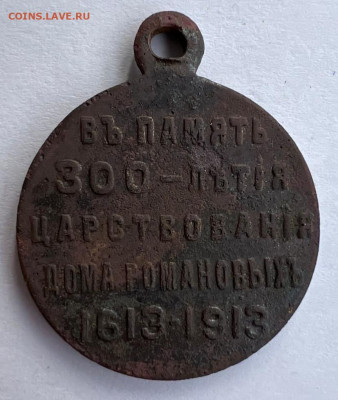 COINS.LAVE.RU
ВЪ ПАМЯТЬ
300-ЛѢТІЯ
ЦАРСТВОВАНІЯ
ДОМА РОМАНОВЫХЪ
1613-1913